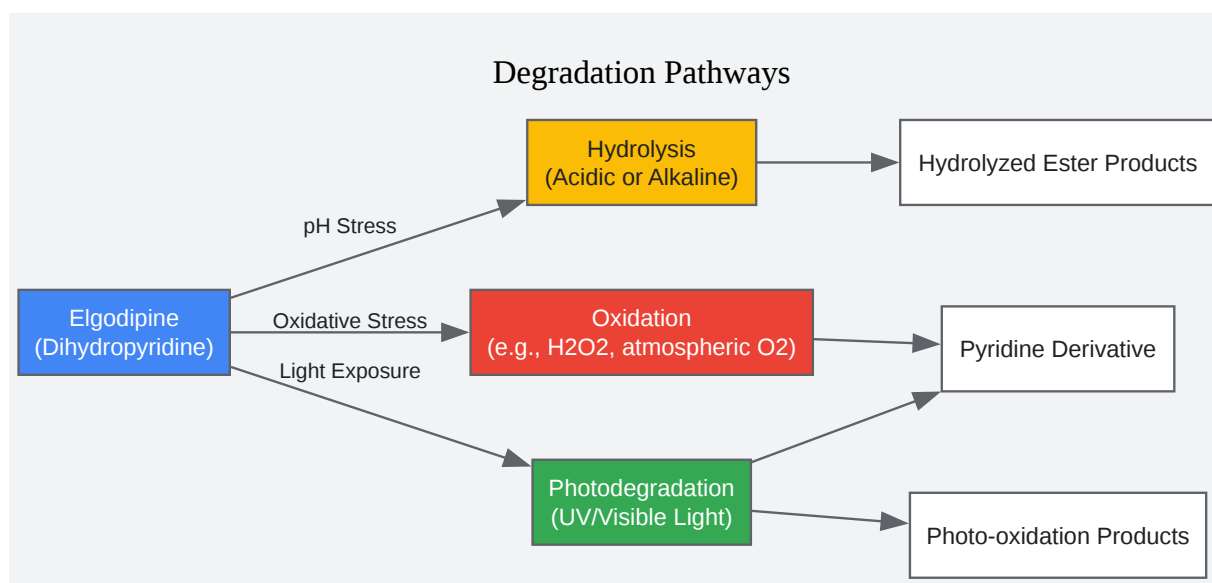 Degradation Pathways
Hydrolysis
(Acidic or Alkaline)
Hydrolyzed Ester Products
pH Stress
Elgodipine
(Dihydropyridine)
Oxidative Stress
Oxidation
(e.g., H2O2, atmospheric O2)
Pyridine Derivative
Light Exposure
Photodegradation
(UV/Visible Light)
Photo-oxidation Products